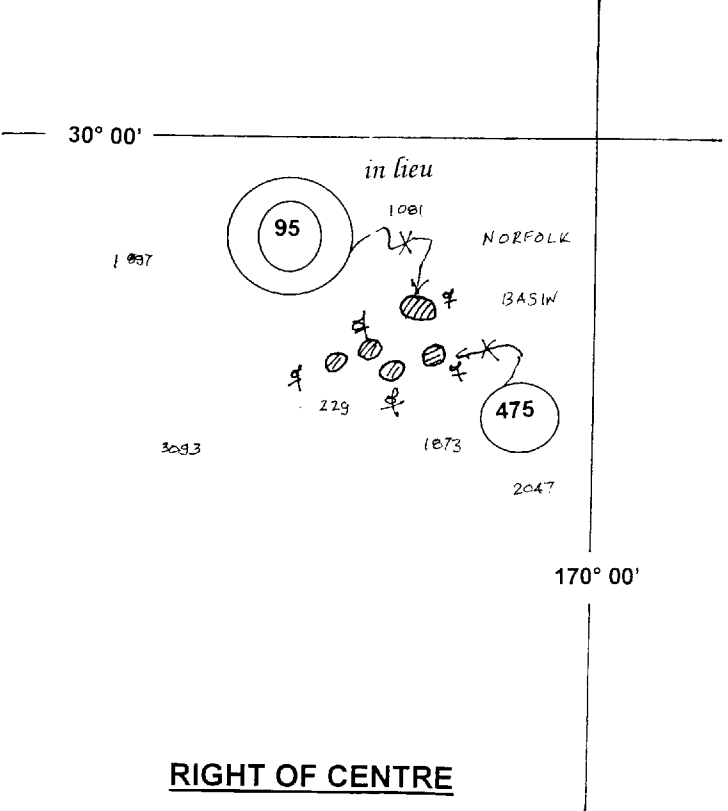 30° 00'
in lieu
1081
95
NORFOLK
BASIN
229
475
3093
1873
2047
170° 00'
RIGHT OF CENTRE